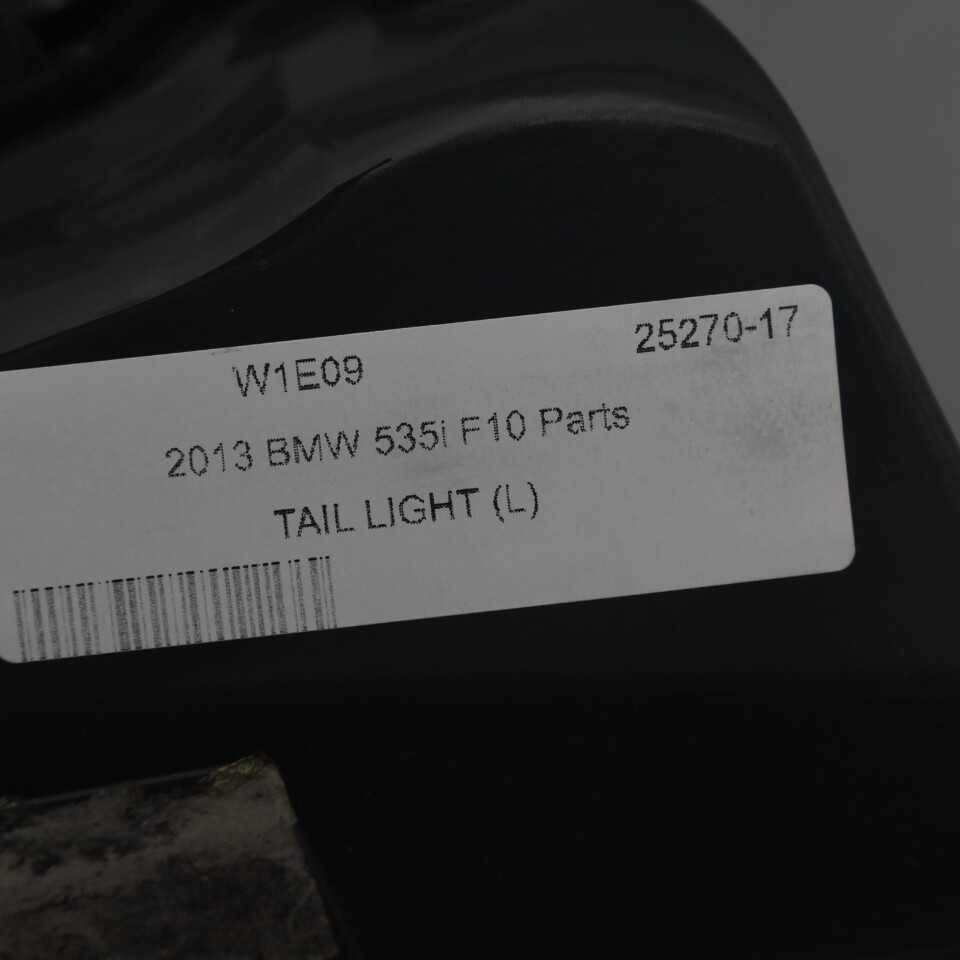 W1E09 25270-17
2013 BMW 535i F10 Parts
TAIL LIGHT (L)